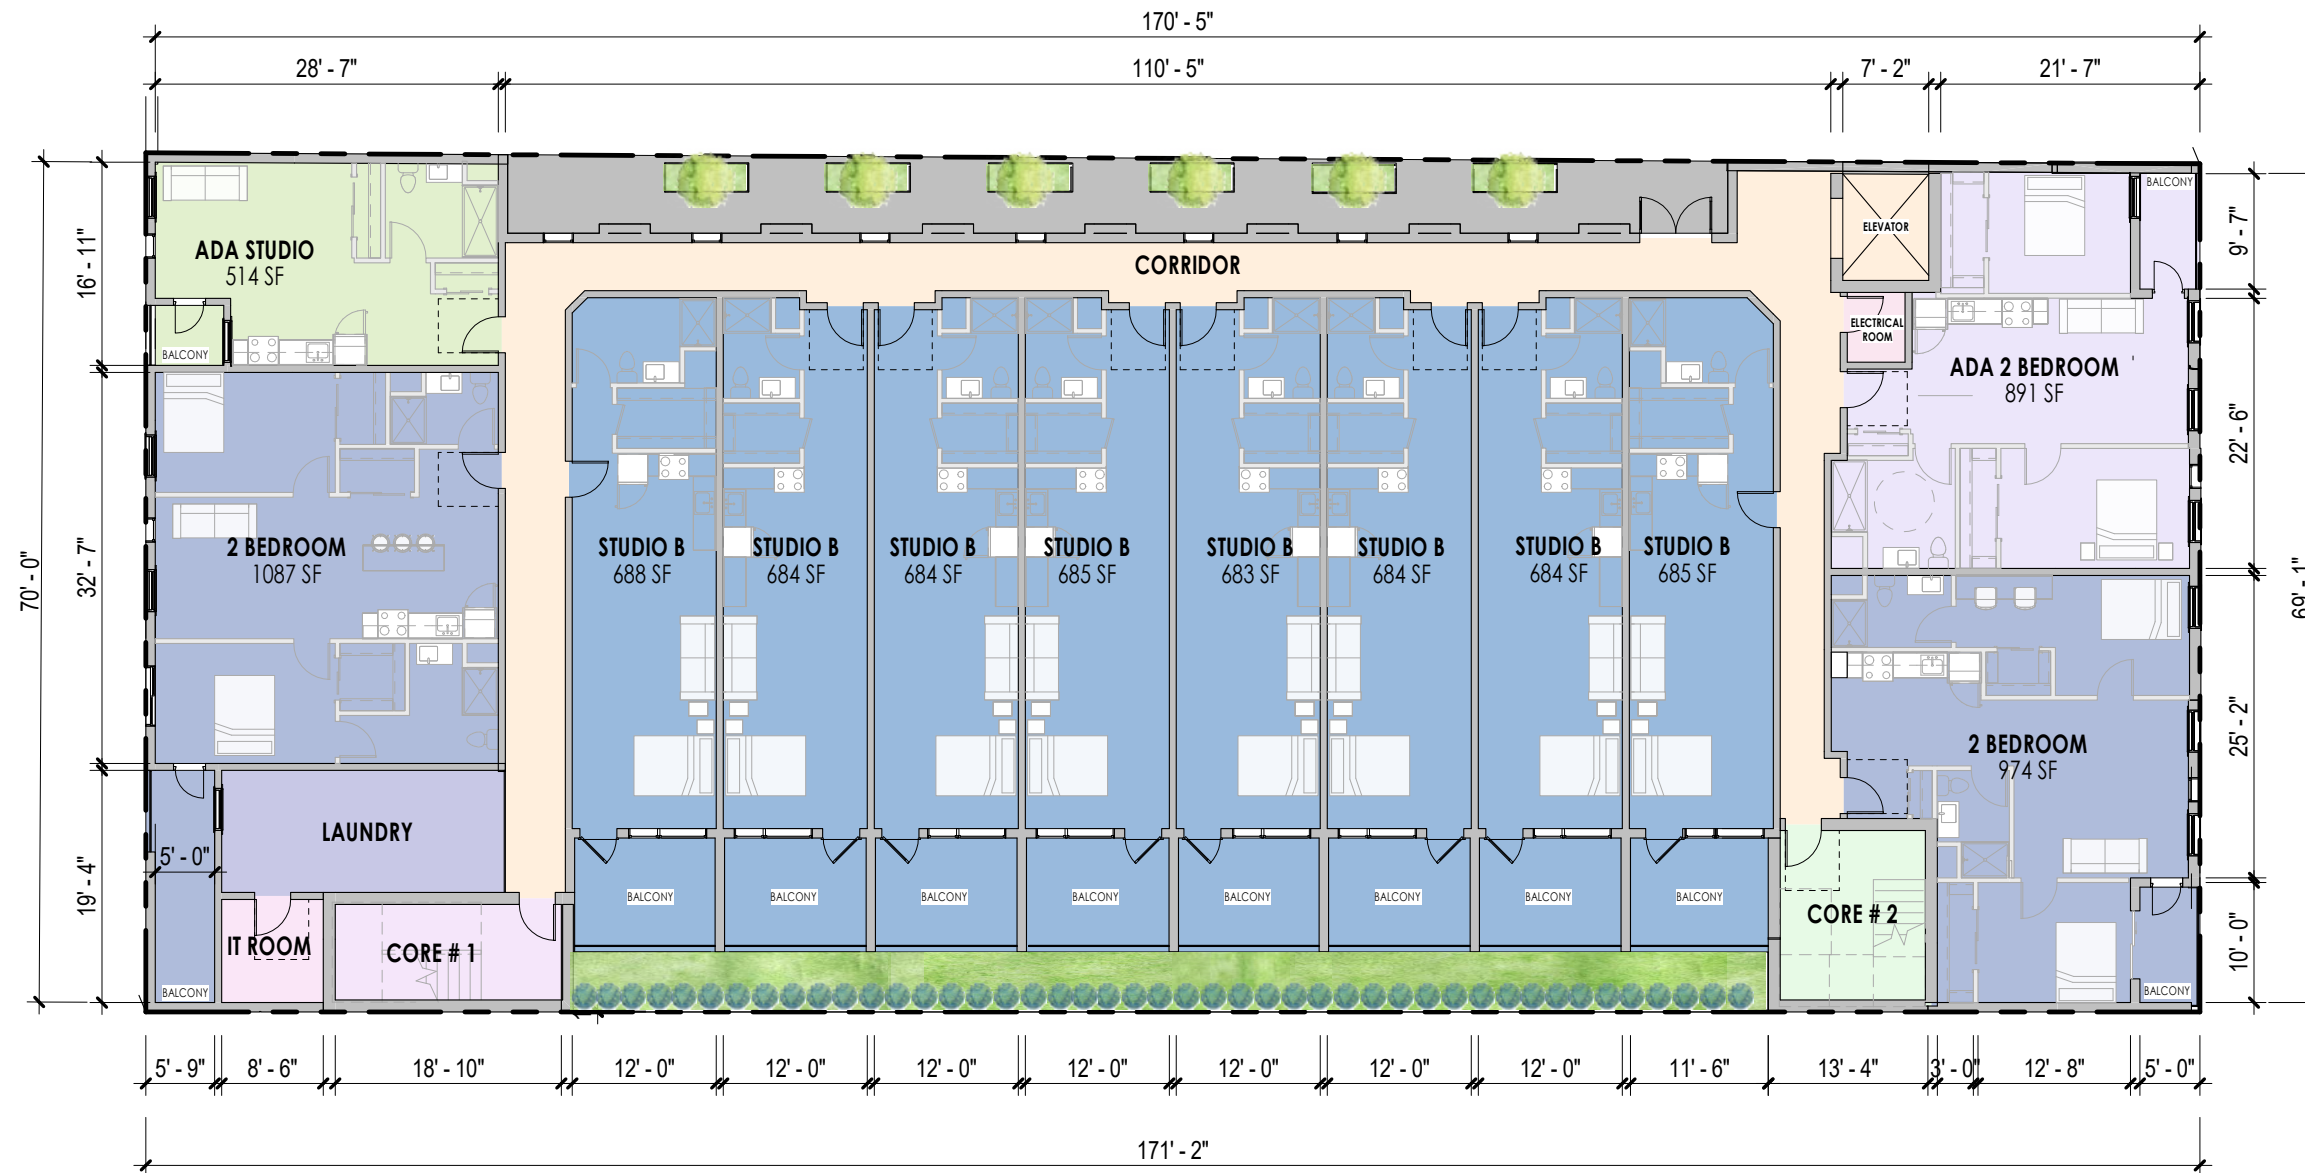 170' - 5"
28' - 7"
110' - 5"
7' - 2"
21' - 7"
BALCONY
ELEVATOR
ADA STUDIO
514 SF
16' - 11"
CORRIDOR
9' - 7"
ELECTRICAL
ROOM
BALCONY
ADA 2 BEDROOM
891 SF
22' - 6"
2 BEDROOM
1087 SF
32' - 7"
70' - 0"
STUDIO B
688 SF
STUDIO B
684 SF
STUDIO B
684 SF
STUDIO B
685 SF
STUDIO B
683 SF
STUDIO B
684 SF
STUDIO B
684 SF
STUDIO B
685 SF
69' - 1"
2 BEDROOM
974 SF
25' - 2"
LAUNDRY
5' - 0"
19' - 4"
BALCONY
BALCONY
BALCONY
BALCONY
BALCONY
BALCONY
BALCONY
BALCONY
CORE # 2
IT ROOM
CORE # 1
10' - 0"
BALCONY
BALCONY
5' - 9"
8' - 6"
18' - 10"
12' - 0"
12' - 0"
12' - 0"
12' - 0"
12' - 0"
12' - 0"
12' - 0"
11' - 6"
13' - 4"
3' - 0"
12' - 8"
5' - 0"
171' - 2"